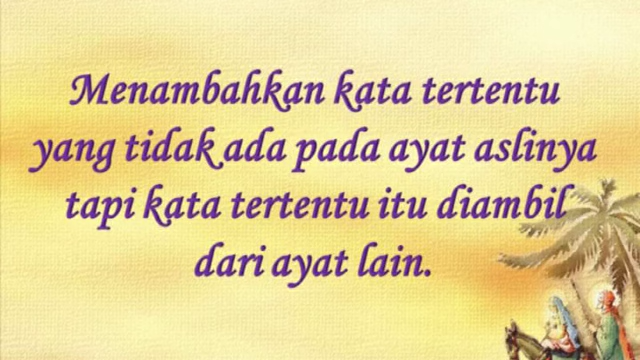 Menambahkan kata tertentu
yang tidak ada pada ayat aslinya
tapi kata tertentu itu diambil
dari ayat lain.